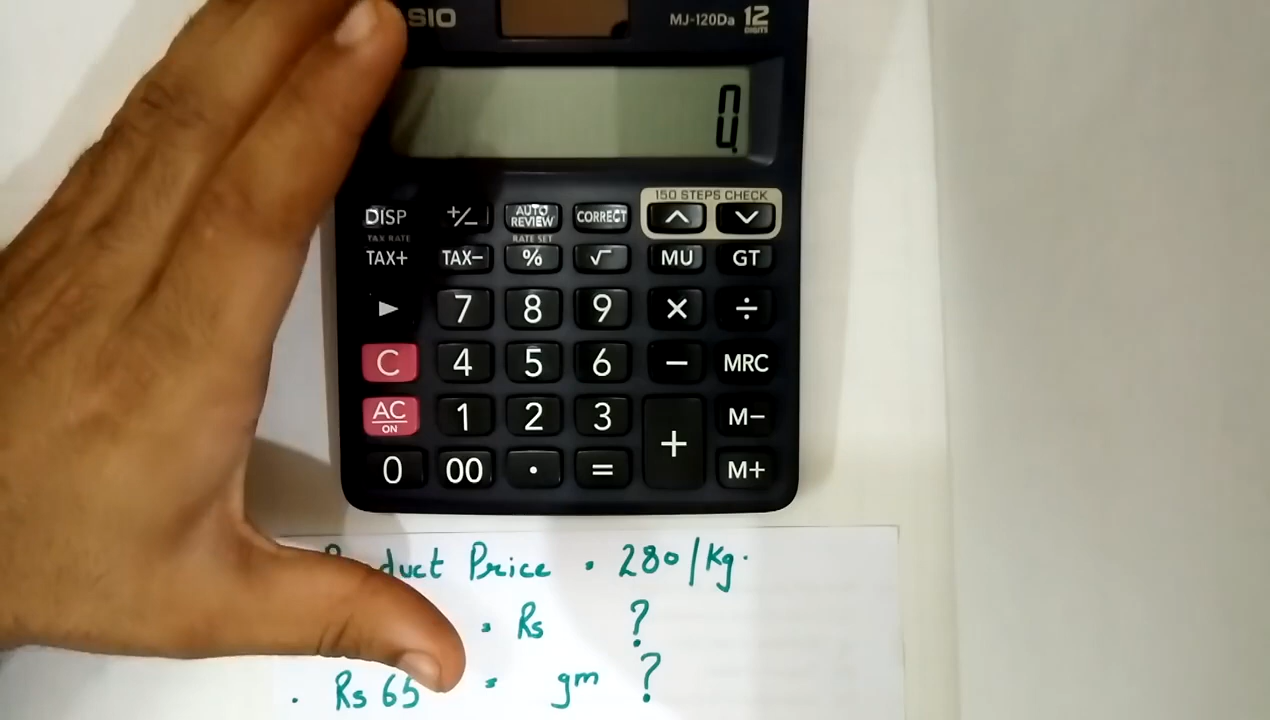 SIO
MJ-120Da 12
DIGITS
0.
150 STEPS CHECK
DISP +/− AUTO REVIEW CORRECT
TAX RATE RATE SET
TAX+ TAX− % √ MU GT
7 8 9 × ÷
C 4 5 6 − MRC
AC ON 1 2 3 + M−
0 00 · = M+
duct Price . 280/Kg.
= Rs ?
. Rs 65 = gm ?